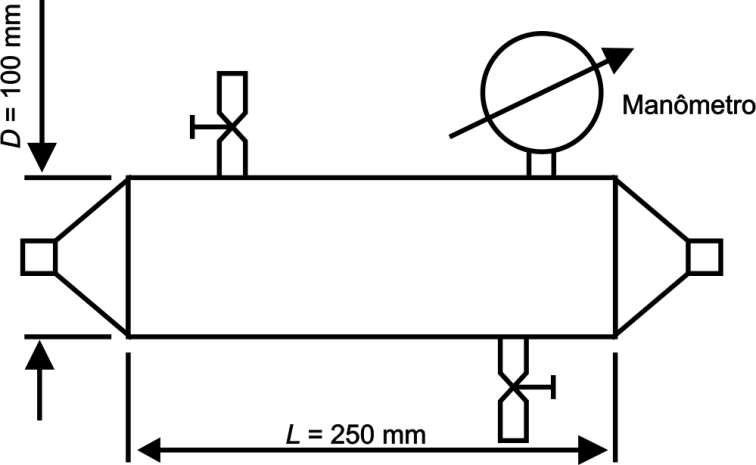 D = 100 mm
Manômetro
L = 250 mm